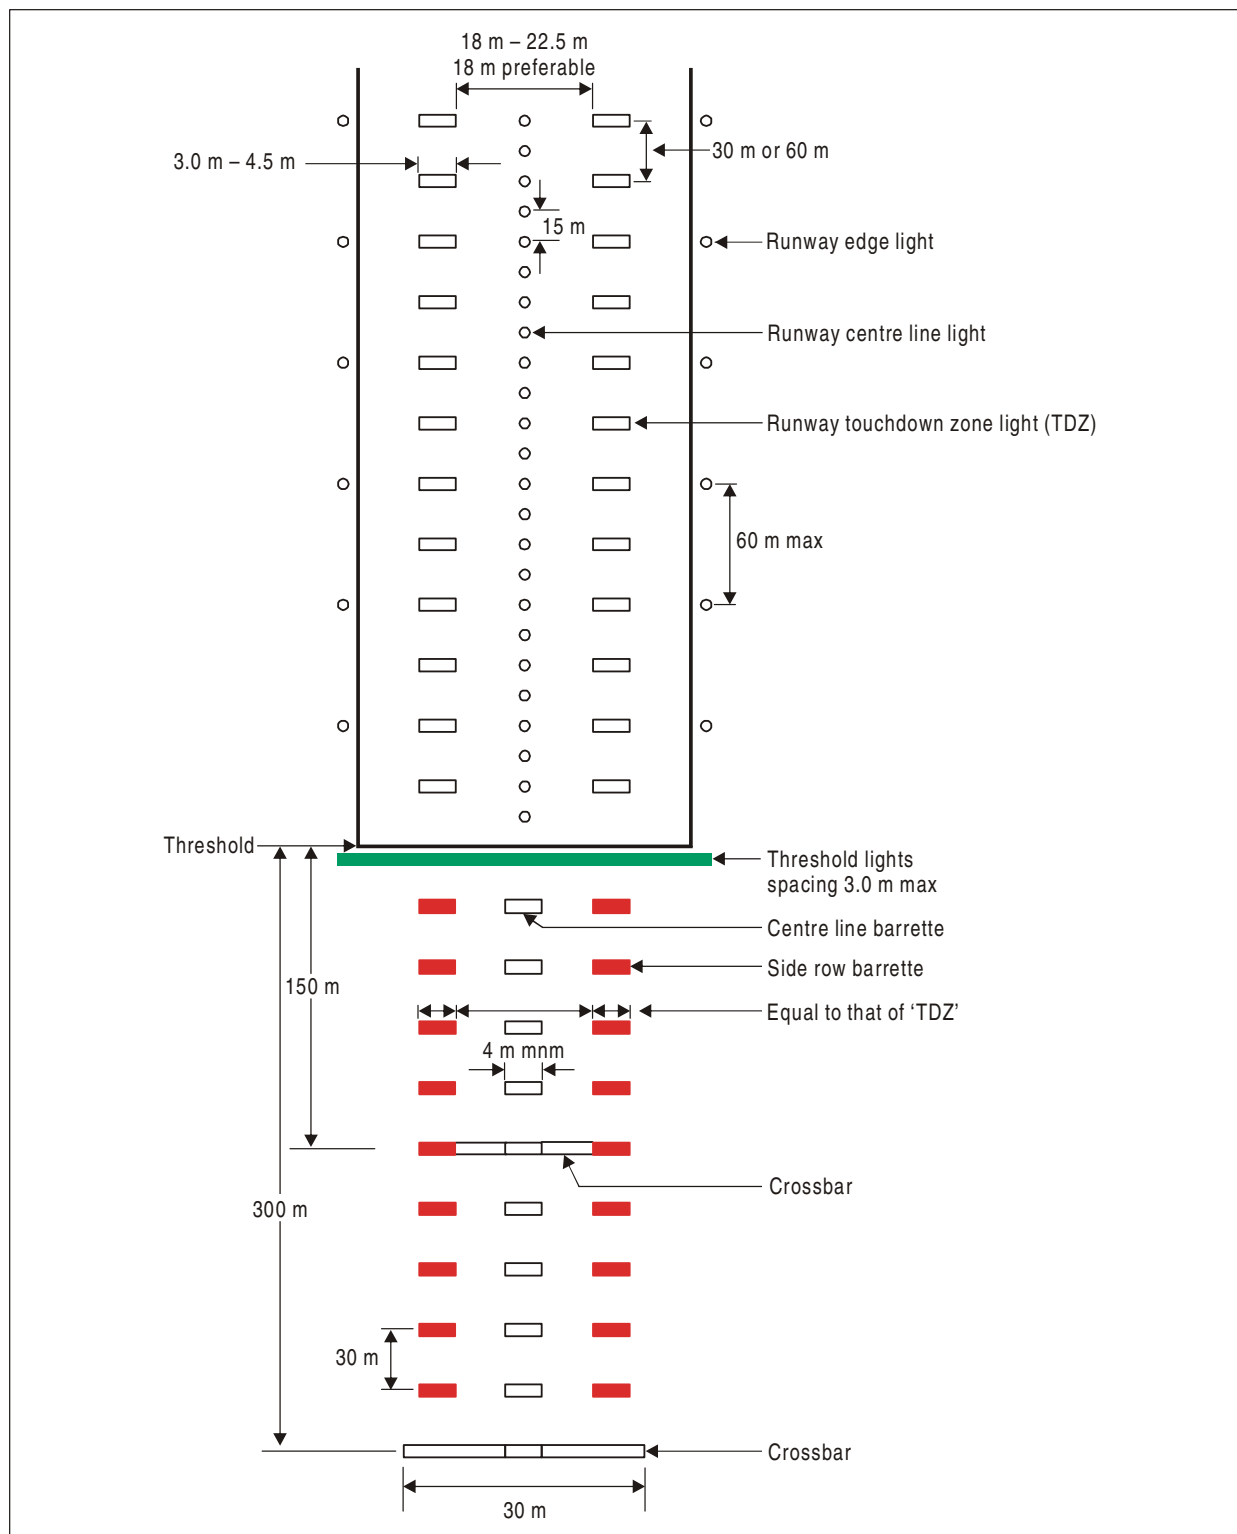 18 m – 22.5 m
18 m preferable
3.0 m – 4.5 m
30 m or 60 m
15 m
Runway edge light
Runway centre line light
Runway touchdown zone light (TDZ)
60 m max
Threshold
Threshold lights
spacing 3.0 m max
Centre line barrette
Side row barrette
150 m
Equal to that of ‘TDZ’
4 m mnm
Crossbar
300 m
30 m
Crossbar
30 m